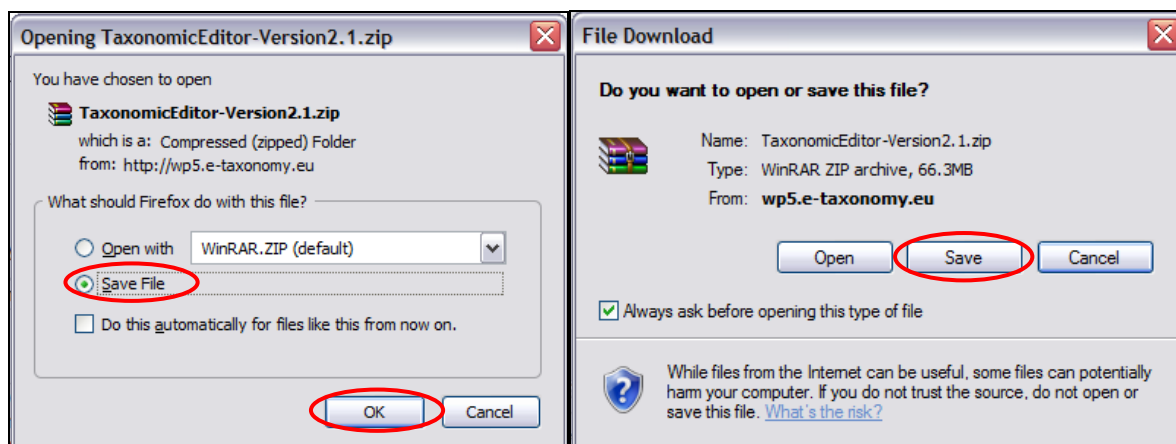 Opening TaxonomicEditor-Version2.1.zip
You have chosen to open
TaxonomicEditor-Version2.1.zip
which is a: Compressed (zipped) Folder
from: http://wp5.e-taxonomy.eu
What should Firefox do with this file?
Open with WinRAR.ZIP (default)
Save File
Do this automatically for files like this from now on.
OK Cancel
File Download
Do you want to open or save this file?
Name: TaxonomicEditor-Version2.1.zip
Type: WinRAR ZIP archive, 66.3MB
From: wp5.e-taxonomy.eu
Open Save Cancel
Always ask before opening this type of file
While files from the Internet can be useful, some files can potentially
harm your computer. If you do not trust the source, do not open or
save this file. What's the risk?